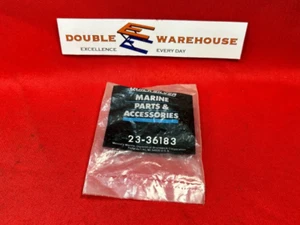 DOUBLE WAREHOUSE
EXCELLENCE EVERY DAY
MARINE
PARTS &
ACCESSORIES
23-36183